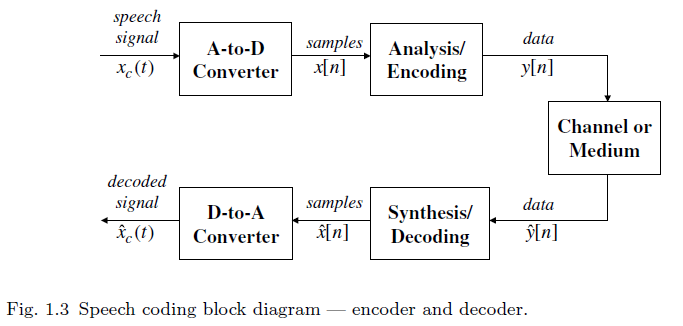 speech
signal
x_c(t)
A-to-D
Converter
samples
x[n]
Analysis/
Encoding
data
y[n]
Channel or
Medium
decoded
signal
x̂_c(t)
D-to-A
Converter
samples
x̂[n]
Synthesis/
Decoding
data
ŷ[n]
Fig. 1.3 Speech coding block diagram — encoder and decoder.